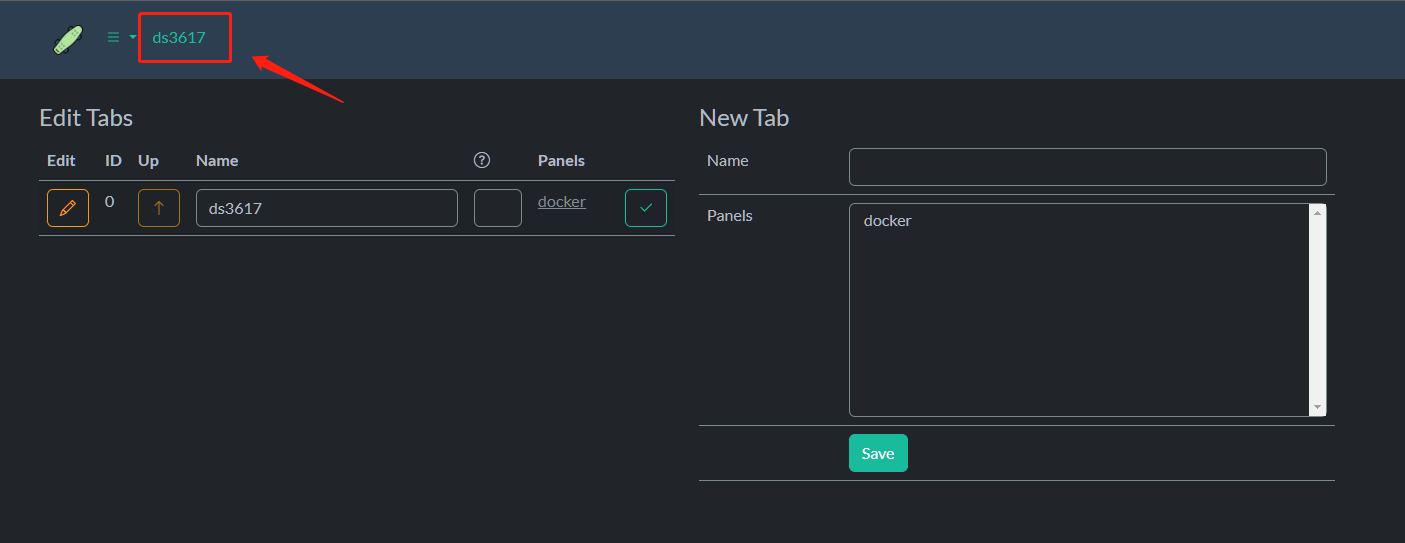 ds3617
Edit Tabs
Edit ID Up Name Panels
0 ds3617 docker
New Tab
Name
Panels docker
Save